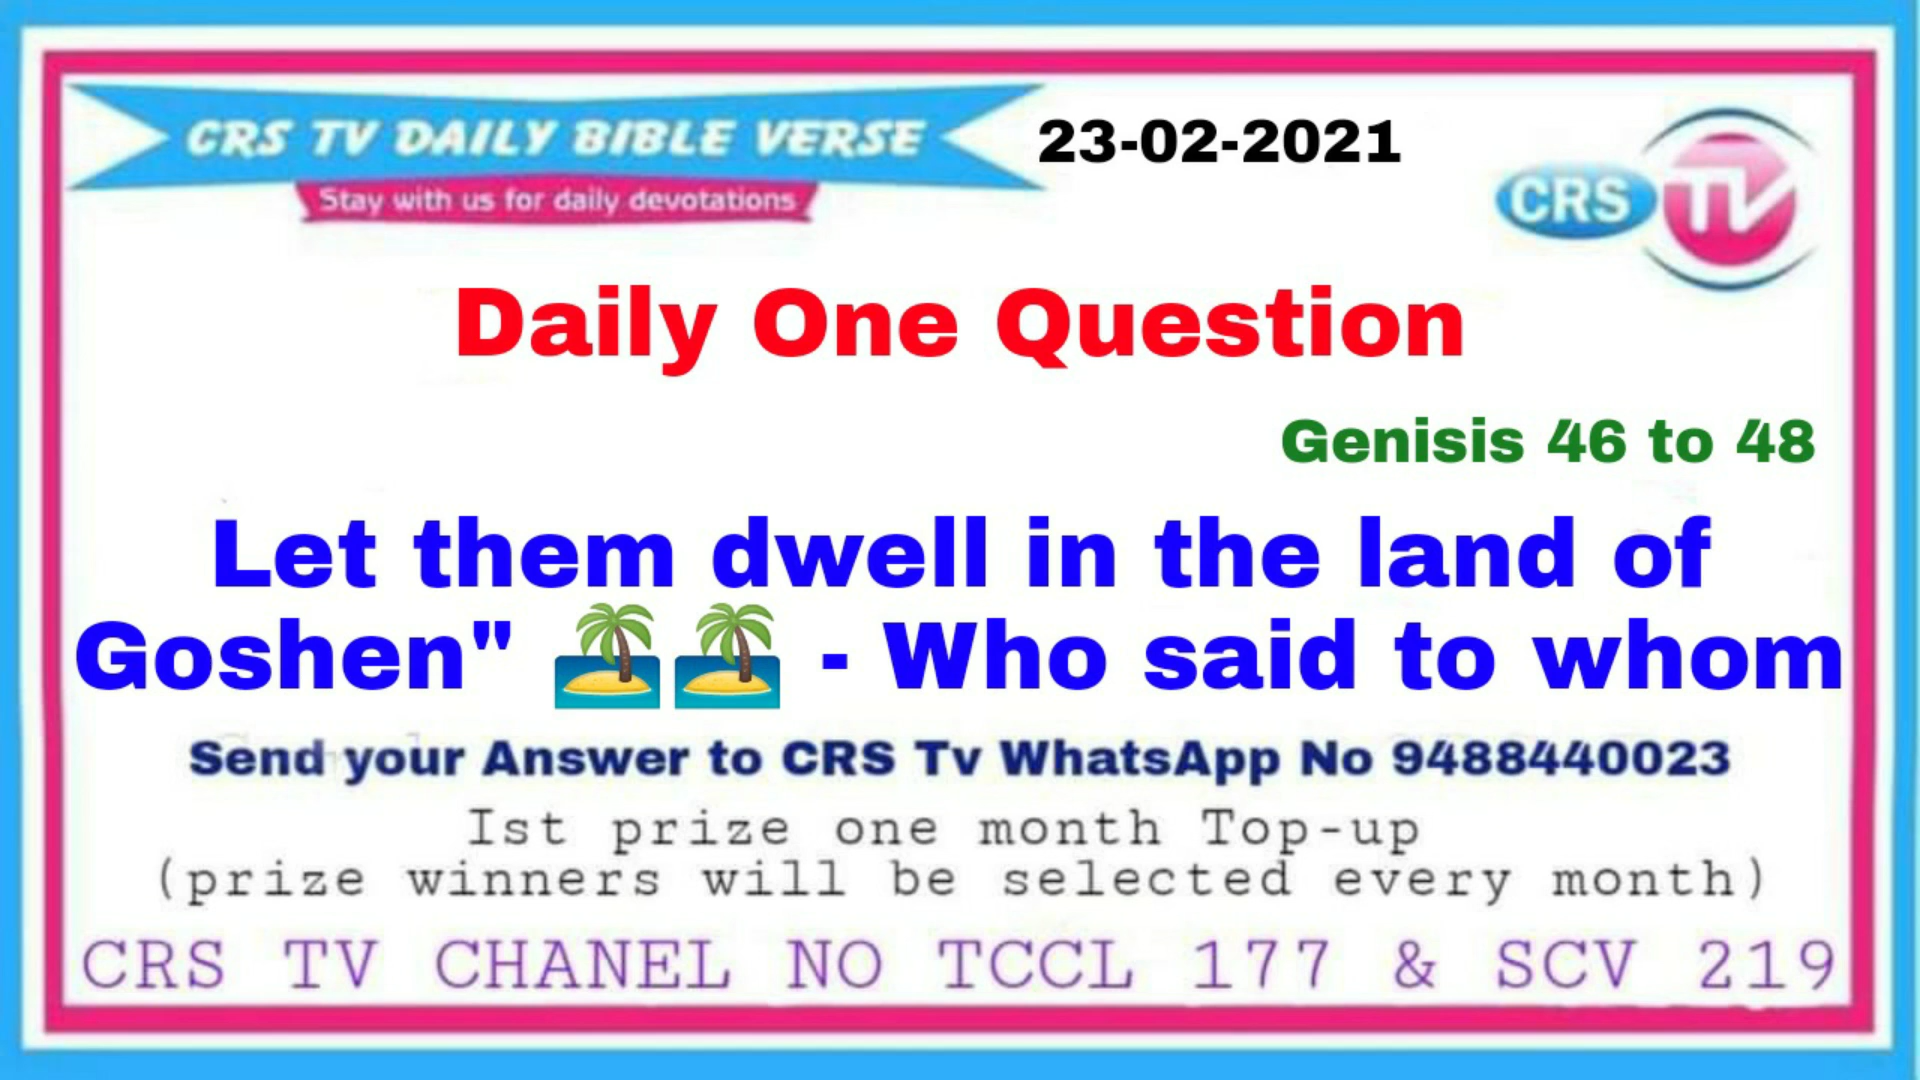 CRS TV DAILY BIBLE VERSE
23-02-2021
Stay with us for daily devotations
CRS TV
Daily One Question
Genisis 46 to 48
Let them dwell in the land of
Goshen" 🏝🏝 - Who said to whom
Send your Answer to CRS Tv WhatsApp No 9488440023
Ist prize one month Top-up
(prize winners will be selected every month)
CRS TV CHANEL NO TCCL 177 & SCV 219